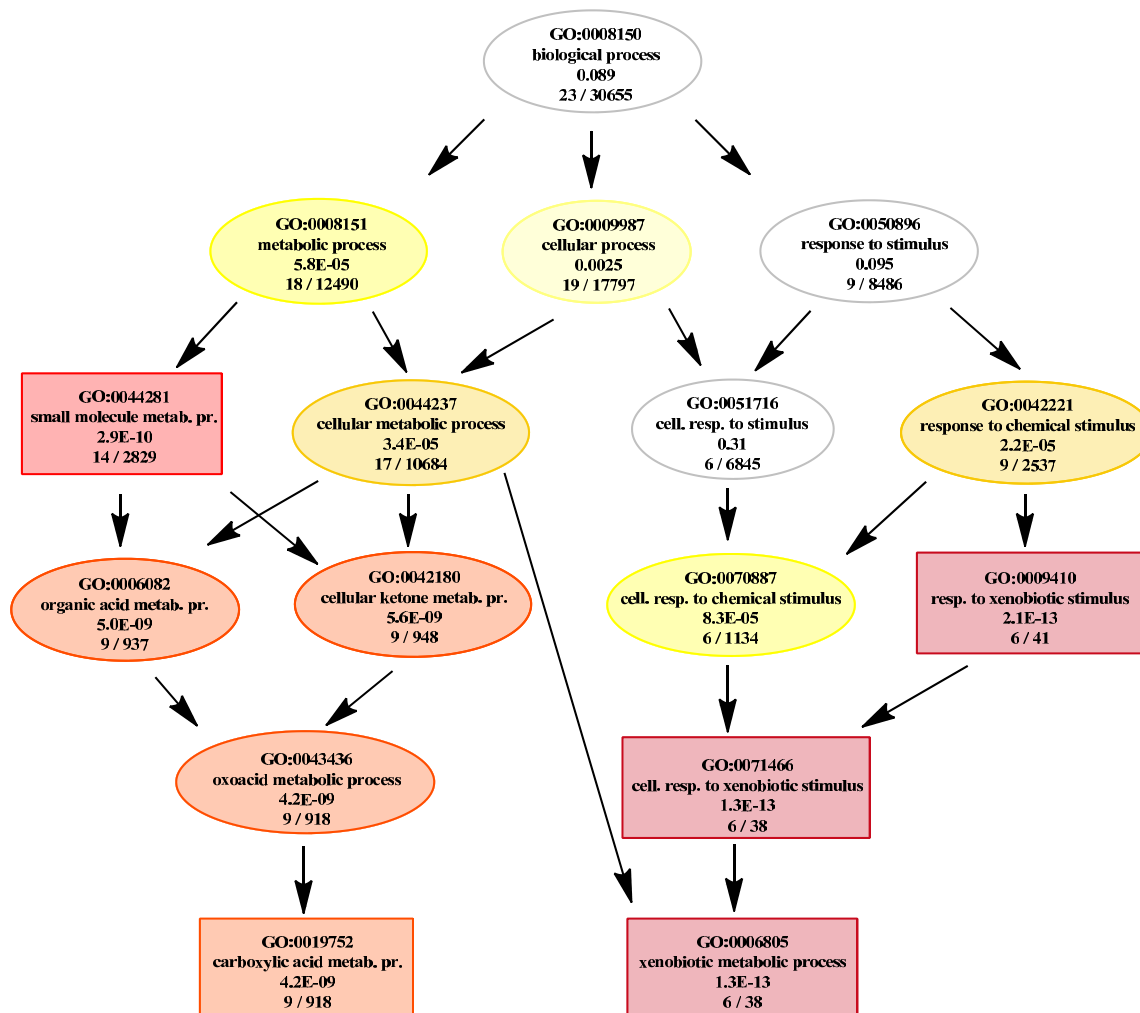 GO:0008150
biological process
0.089
23 / 30655
GO:0008151
metabolic process
5.8E-05
18 / 12490
GO:0009987
cellular process
0.0025
19 / 17797
GO:0050896
response to stimulus
0.095
9 / 8486
GO:0044281
small molecule metab. pr.
2.9E-10
14 / 2829
GO:0044237
cellular metabolic process
3.4E-05
17 / 10684
GO:0051716
cell. resp. to stimulus
0.31
6 / 6845
GO:0042221
response to chemical stimulus
2.2E-05
9 / 2537
GO:0006082
organic acid metab. pr.
5.0E-09
9 / 937
GO:0042180
cellular ketone metab. pr.
5.6E-09
9 / 948
GO:0070887
cell. resp. to chemical stimulus
8.3E-05
6 / 1134
GO:0009410
resp. to xenobiotic stimulus
2.1E-13
6 / 41
GO:0043436
oxoacid metabolic process
4.2E-09
9 / 918
GO:0071466
cell. resp. to xenobiotic stimulus
1.3E-13
6 / 38
GO:0019752
carboxylic acid metab. pr.
4.2E-09
9 / 918
GO:0006805
xenobiotic metabolic process
1.3E-13
6 / 38